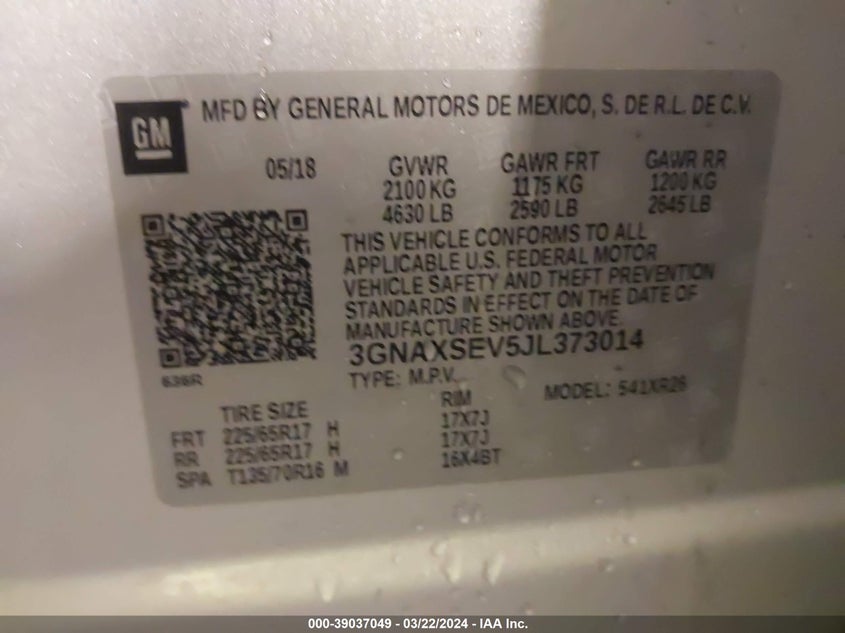 GM
MFD BY GENERAL MOTORS DE MEXICO, S. DE R.L. DE C.V.
05/18 GVWR GAWR FRT GAWR RR
2100 KG 1175 KG 1200 KG
4630 LB 2590 LB 2645 LB
THIS VEHICLE CONFORMS TO ALL
APPLICABLE U.S. FEDERAL MOTOR
VEHICLE SAFETY AND THEFT PREVENTION
STANDARDS IN EFFECT ON THE DATE OF
MANUFACTURE SHOWN ABOVE.
3GNAXSEV5JL373014
636R
TYPE: M.P.V. MODEL: 541XR26
TIRE SIZE RIM
FRT 225/65R17 H 17X7J
RR 225/65R17 H 17X7J
SPA T135/70R16 M 16X4BT
000-39037049 - 03/22/2024 - IAA Inc.